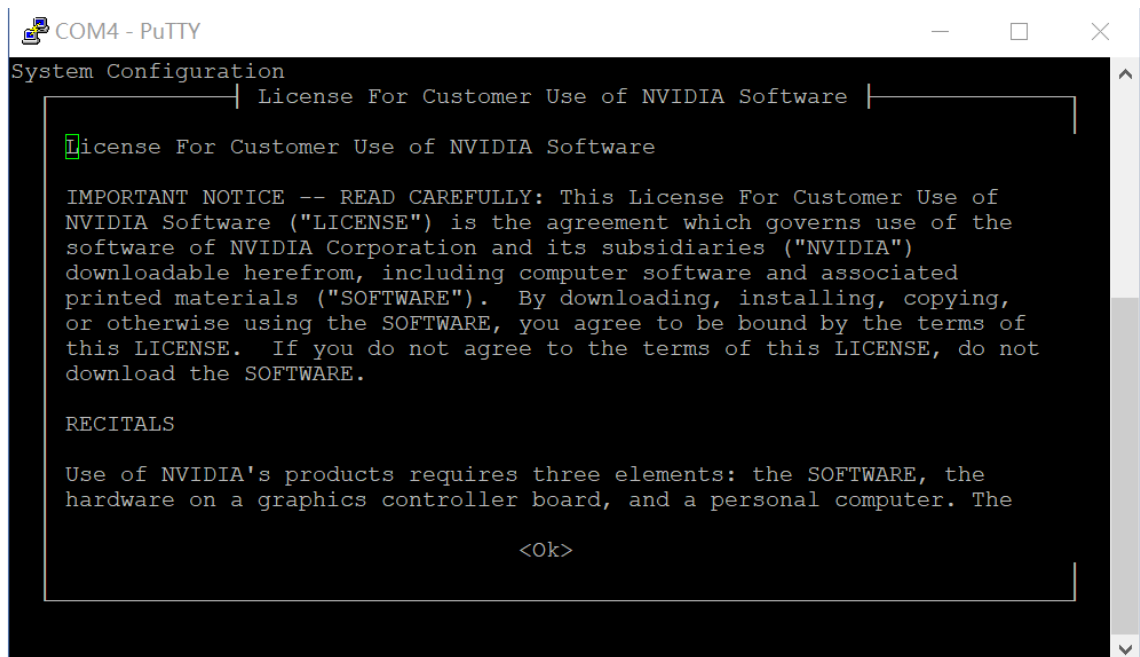 COM4 - PuTTY
System Configuration
License For Customer Use of NVIDIA Software
License For Customer Use of NVIDIA Software
IMPORTANT NOTICE -- READ CAREFULLY: This License For Customer Use of
NVIDIA Software ("LICENSE") is the agreement which governs use of the
software of NVIDIA Corporation and its subsidiaries ("NVIDIA")
downloadable herefrom, including computer software and associated
printed materials ("SOFTWARE").  By downloading, installing, copying,
or otherwise using the SOFTWARE, you agree to be bound by the terms of
this LICENSE.  If you do not agree to the terms of this LICENSE, do not
download the SOFTWARE.
RECITALS
Use of NVIDIA's products requires three elements: the SOFTWARE, the
hardware on a graphics controller board, and a personal computer. The
<Ok>